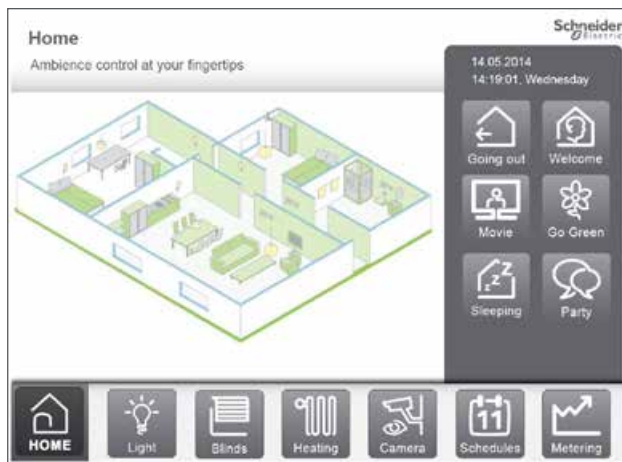 Home
Ambience control at your fingertips
Schneider
Electric
14.05.2014
14:19:01, Wednesday
Going out
Welcome
Movie
Go Green
zzZ
Sleeping
Party
HOME
Light
Blinds
Heating
Camera
11
Schedules
Metering